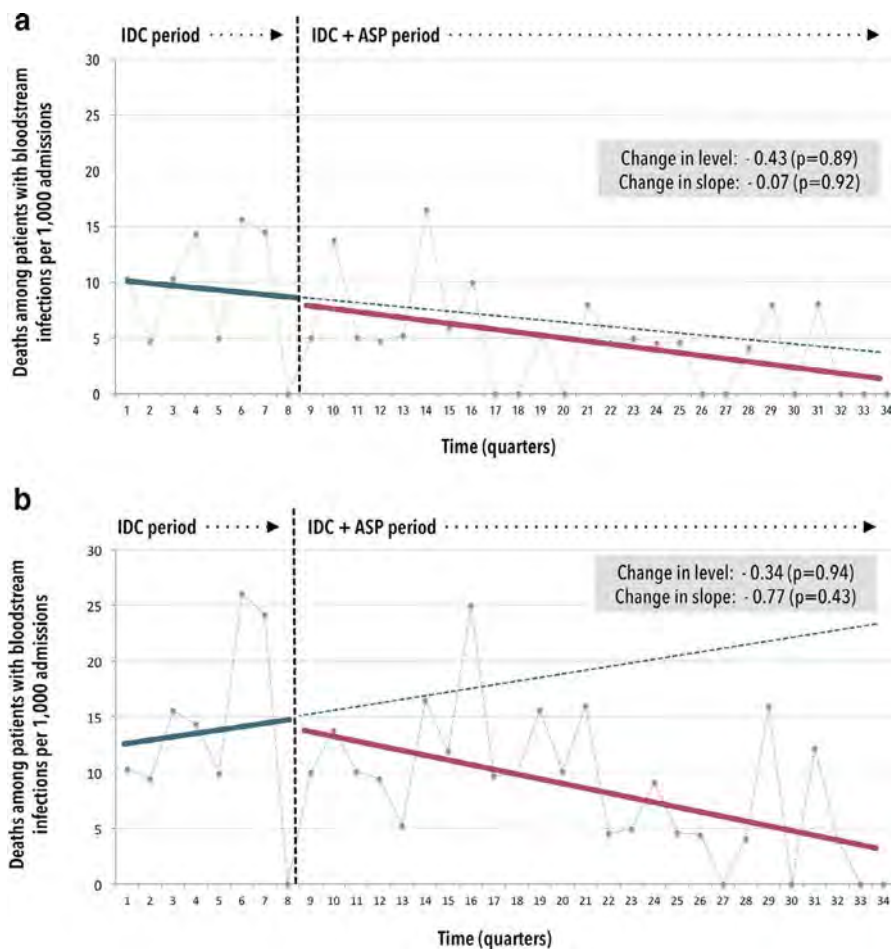 a
IDC period
IDC + ASP period
30
25
20
15
10
5
0
Deaths among patients with bloodstream
infections per 1,000 admissions
Change in level: - 0.43 (p=0.89)
Change in slope: - 0.07 (p=0.92)
1 2 3 4 5 6 7 8 9 10 11 12 13 14 15 16 17 18 19 20 21 22 23 24 25 26 27 28 29 30 31 32 33 34
Time (quarters)
b
IDC period
IDC + ASP period
30
25
20
15
10
5
0
Deaths among patients with bloodstream
infections per 1,000 admissions
Change in level: - 0.34 (p=0.94)
Change in slope: - 0.77 (p=0.43)
1 2 3 4 5 6 7 8 9 10 11 12 13 14 15 16 17 18 19 20 21 22 23 24 25 26 27 28 29 30 31 32 33 34
Time (quarters)